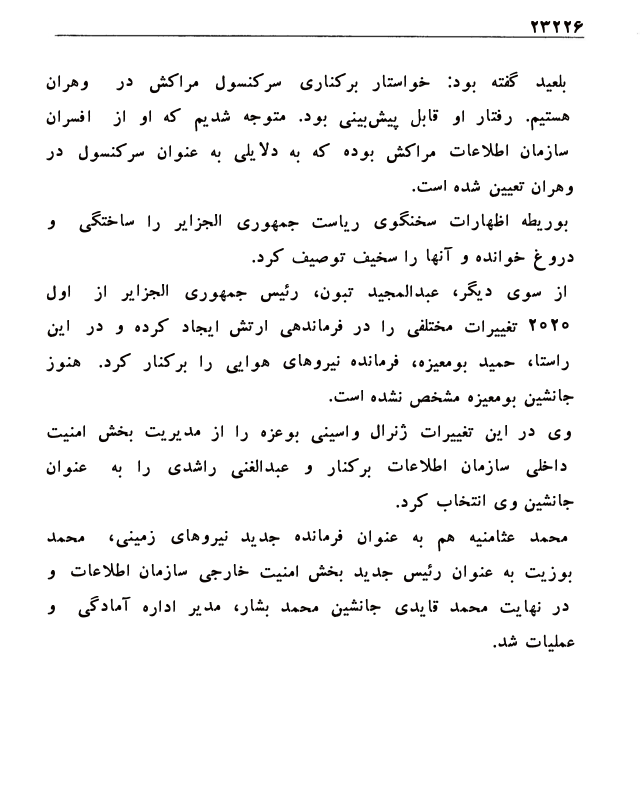 ۲۳۲۲۶
بلعید گفته بود: خواستار برکناری سرکنسول مراکش در وهران
هستیم. رفتار او قابل پیش‌بینی بود. متوجه شدیم که او از افسران
سازمان اطلاعات مراکش بوده که به دلایلی به عنوان سرکنسول در
وهران تعیین شده است.
بوریطه اظهارات سخنگوی ریاست جمهوری الجزایر را ساختگی و
دروغ خوانده و آنها را سخیف توصیف کرد.
از سوی دیگر، عبدالمجید تبون، رئیس جمهوری الجزایر از اول
۲۰۲۰ تغییرات مختلفی را در فرماندهی ارتش ایجاد کرده و در این
راستا، حمید بومعیزه، فرمانده نیروهای هوایی را برکنار کرد. هنوز
جانشین بومعیزه مشخص نشده است.
وی در این تغییرات ژنرال واسینی بوعزه را از مدیریت بخش امنیت
داخلی سازمان اطلاعات برکنار و عبدالغنی راشدی را به عنوان
جانشین وی انتخاب کرد.
محمد عثامنیه هم به عنوان فرمانده جدید نیروهای زمینی، محمد
بوزیت به عنوان رئیس جدید بخش امنیت خارجی سازمان اطلاعات و
در نهایت محمد قایدی جانشین محمد بشار، مدیر اداره آمادگی و
عملیات شد.